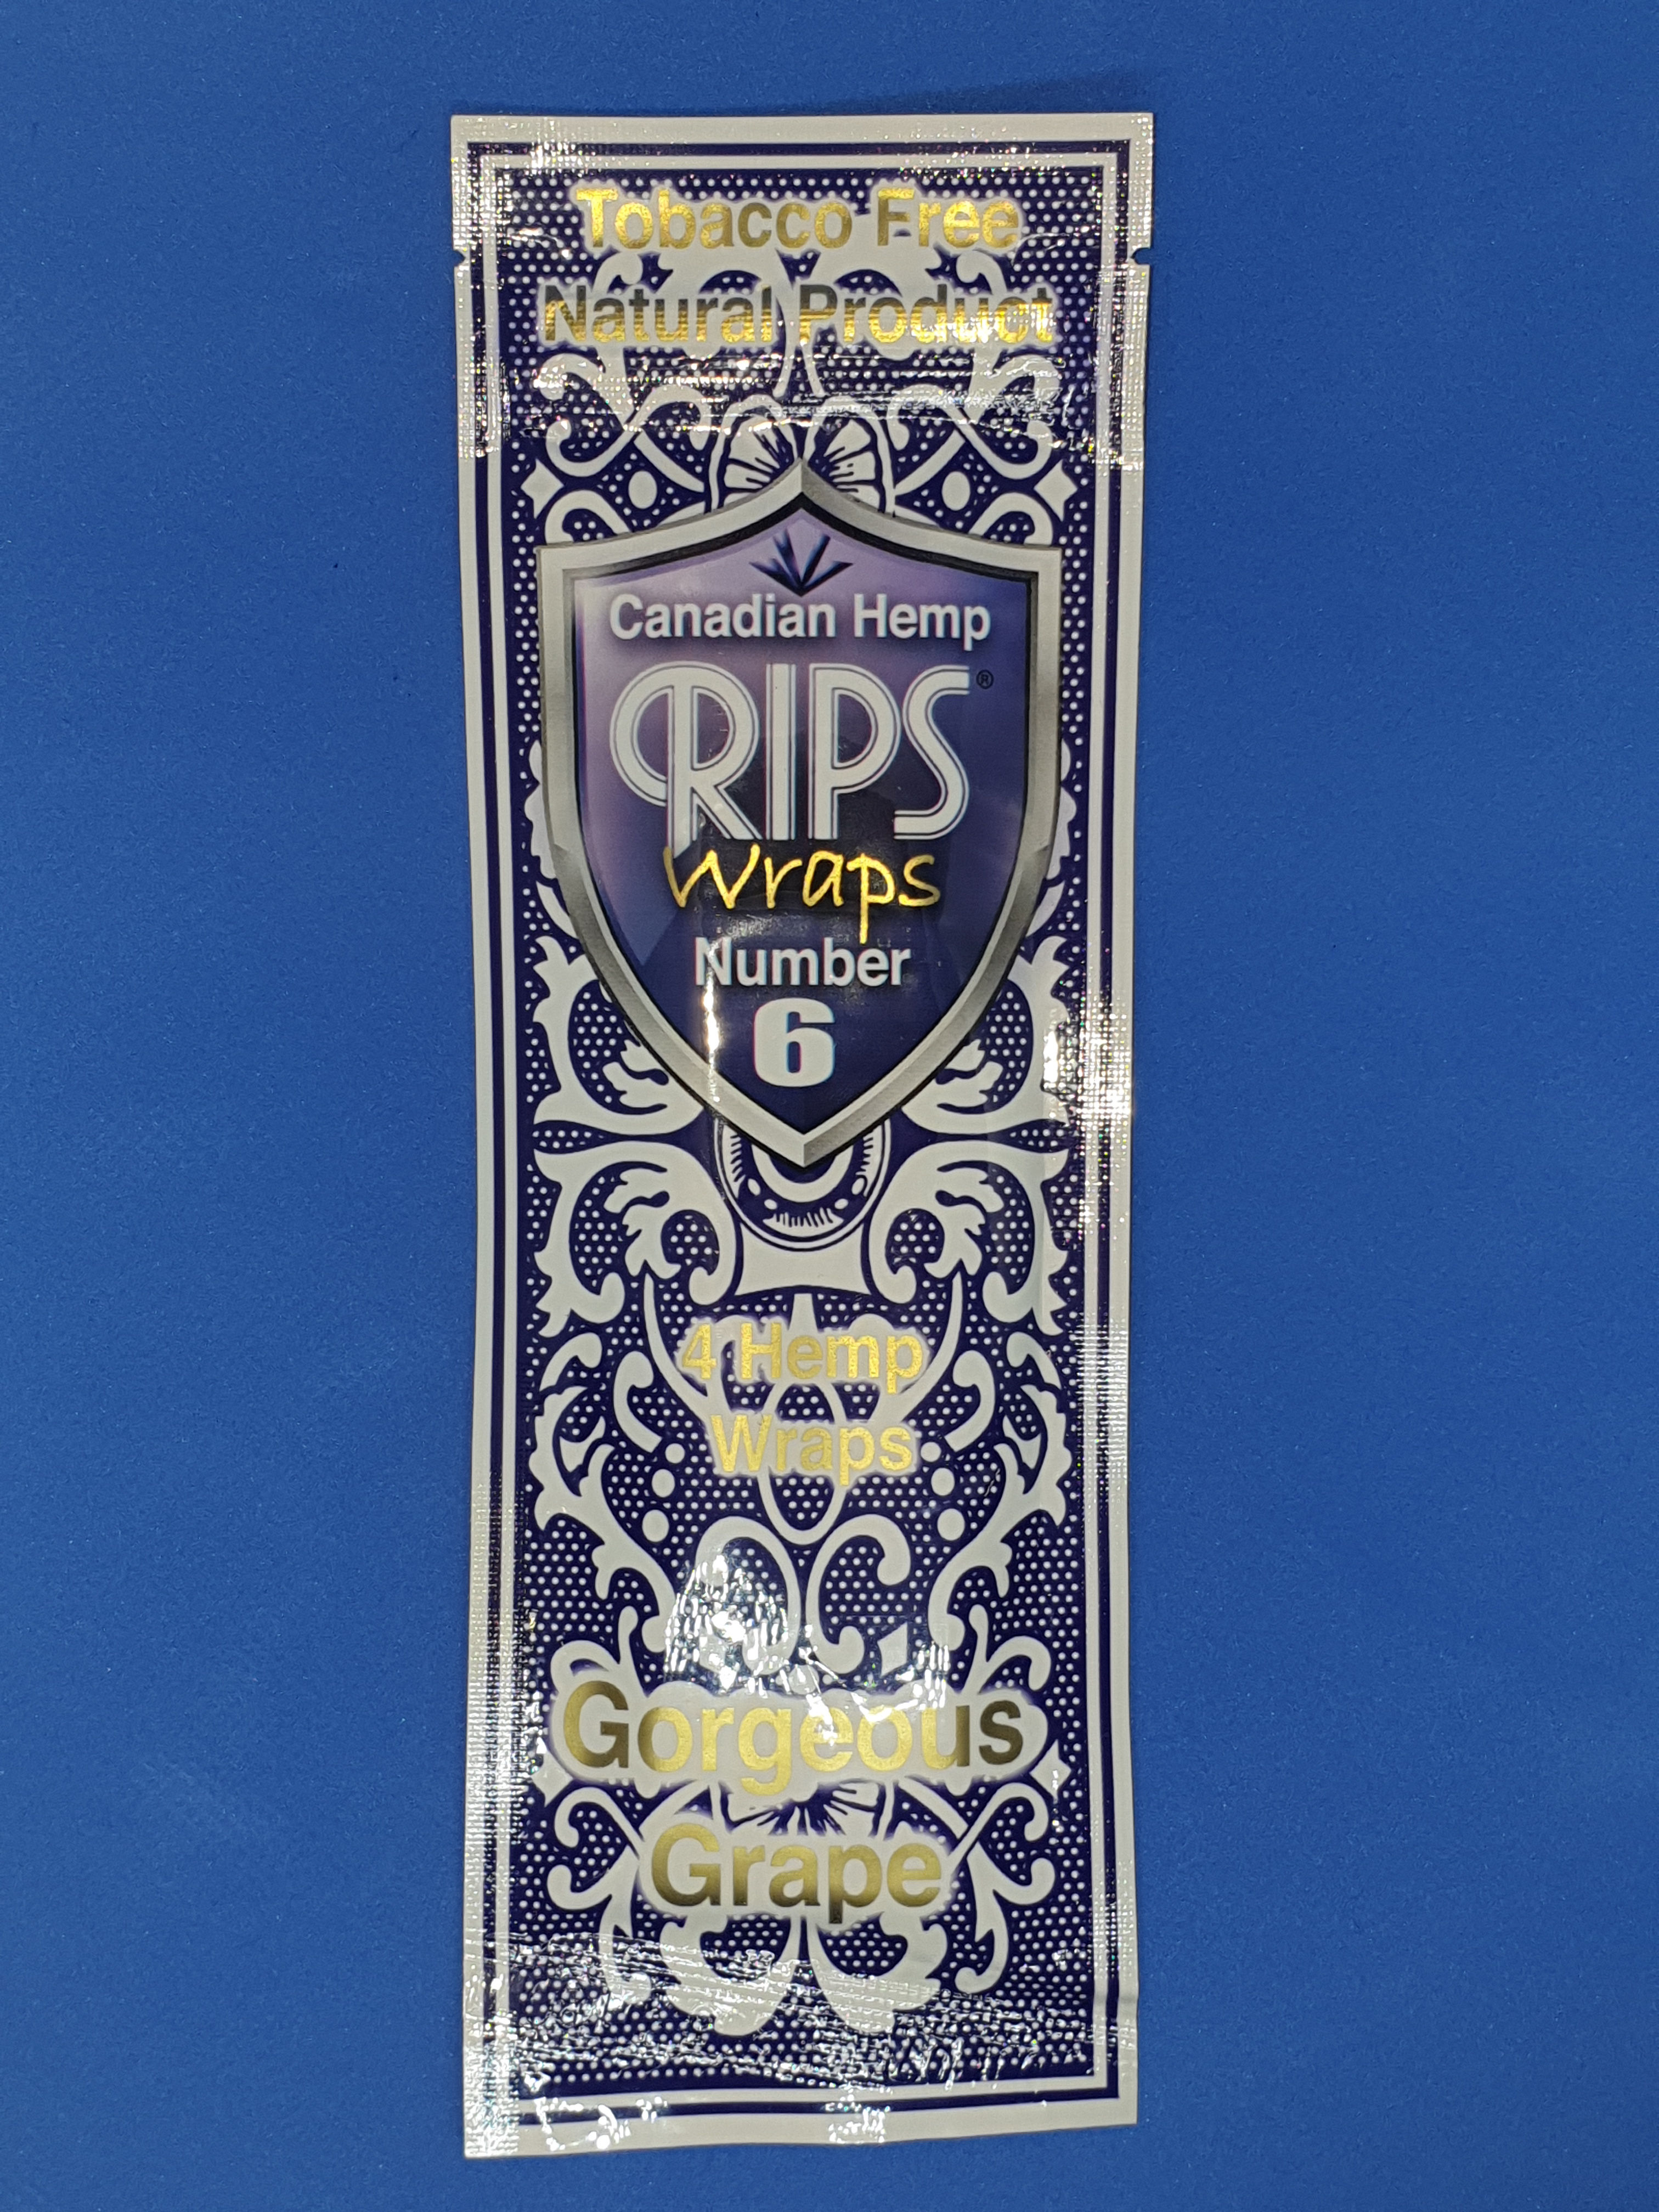 Tobacco Free
Natural Product
Canadian Hemp
RIPS®
Wraps
Number
6
4 Hemp
Wraps
Gorgeous
Grape